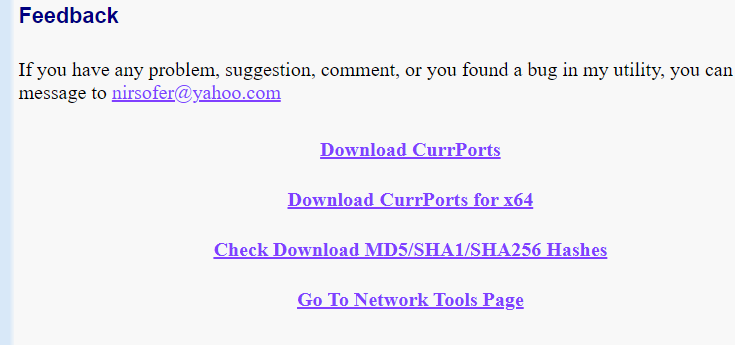 Feedback
If you have any problem, suggestion, comment, or you found a bug in my utility, you can
message to nirsofer@yahoo.com
Download CurrPorts
Download CurrPorts for x64
Check Download MD5/SHA1/SHA256 Hashes
Go To Network Tools Page